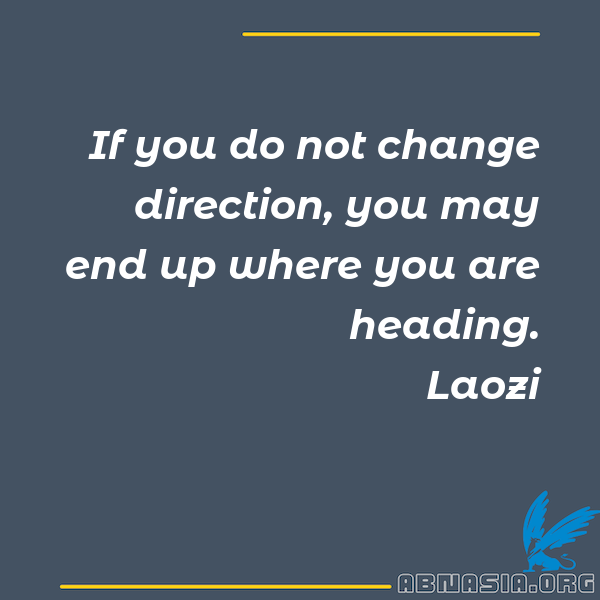 If you do not change
direction, you may
end up where you are
heading.
Laozi
ABNASIA.ORG